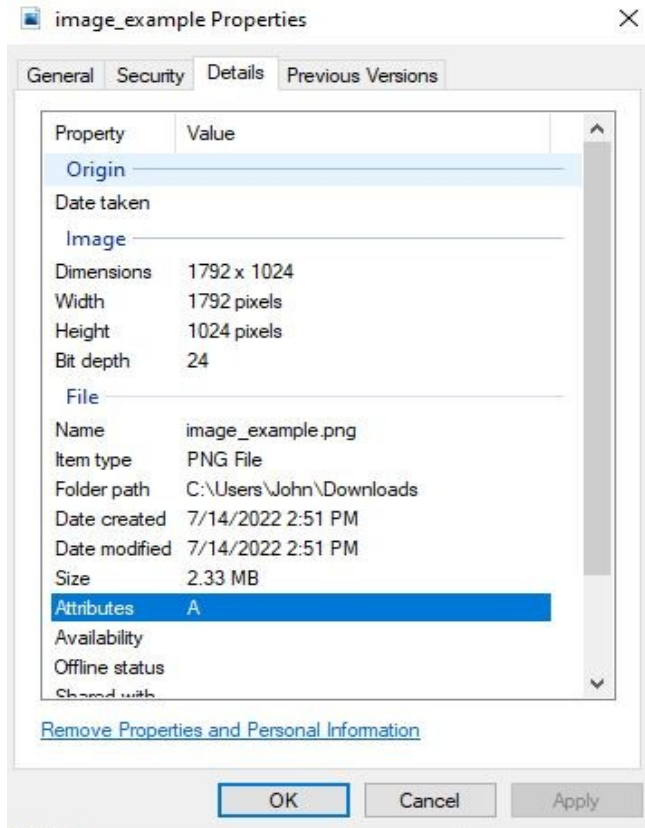 image_example Properties
General Security Details Previous Versions
Property Value
Origin
Date taken
Image
Dimensions 1792 x 1024
Width 1792 pixels
Height 1024 pixels
Bit depth 24
File
Name image_example.png
Item type PNG File
Folder path C:\Users\John\Downloads
Date created 7/14/2022 2:51 PM
Date modified 7/14/2022 2:51 PM
Size 2.33 MB
Attributes A
Availability
Offline status
Shared with
Remove Properties and Personal Information
OK Cancel Apply